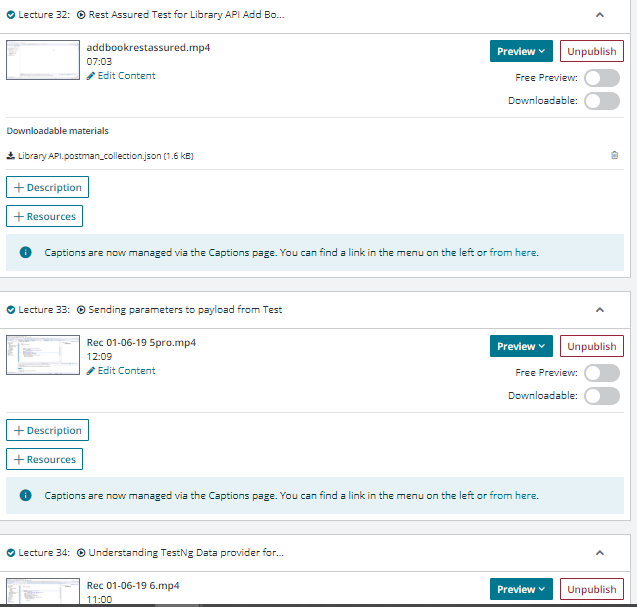 Lecture 32: Rest Assured Test for Library API Add Bo...
addbookrestassured.mp4
Preview
Unpublish
07:03
Edit Content
Free Preview:
Downloadable:
Downloadable materials
Library API.postman_collection.json (1.6 kB)
+ Description
+ Resources
Captions are now managed via the Captions page. You can find a link in the menu on the left or from here.
Lecture 33: Sending parameters to payload from Test
Rec 01-06-19 5pro.mp4
Preview
Unpublish
12:09
Edit Content
Free Preview:
Downloadable:
+ Description
+ Resources
Captions are now managed via the Captions page. You can find a link in the menu on the left or from here.
Lecture 34: Understanding TestNg Data provider for...
Rec 01-06-19 6.mp4
Preview
Unpublish
11:00